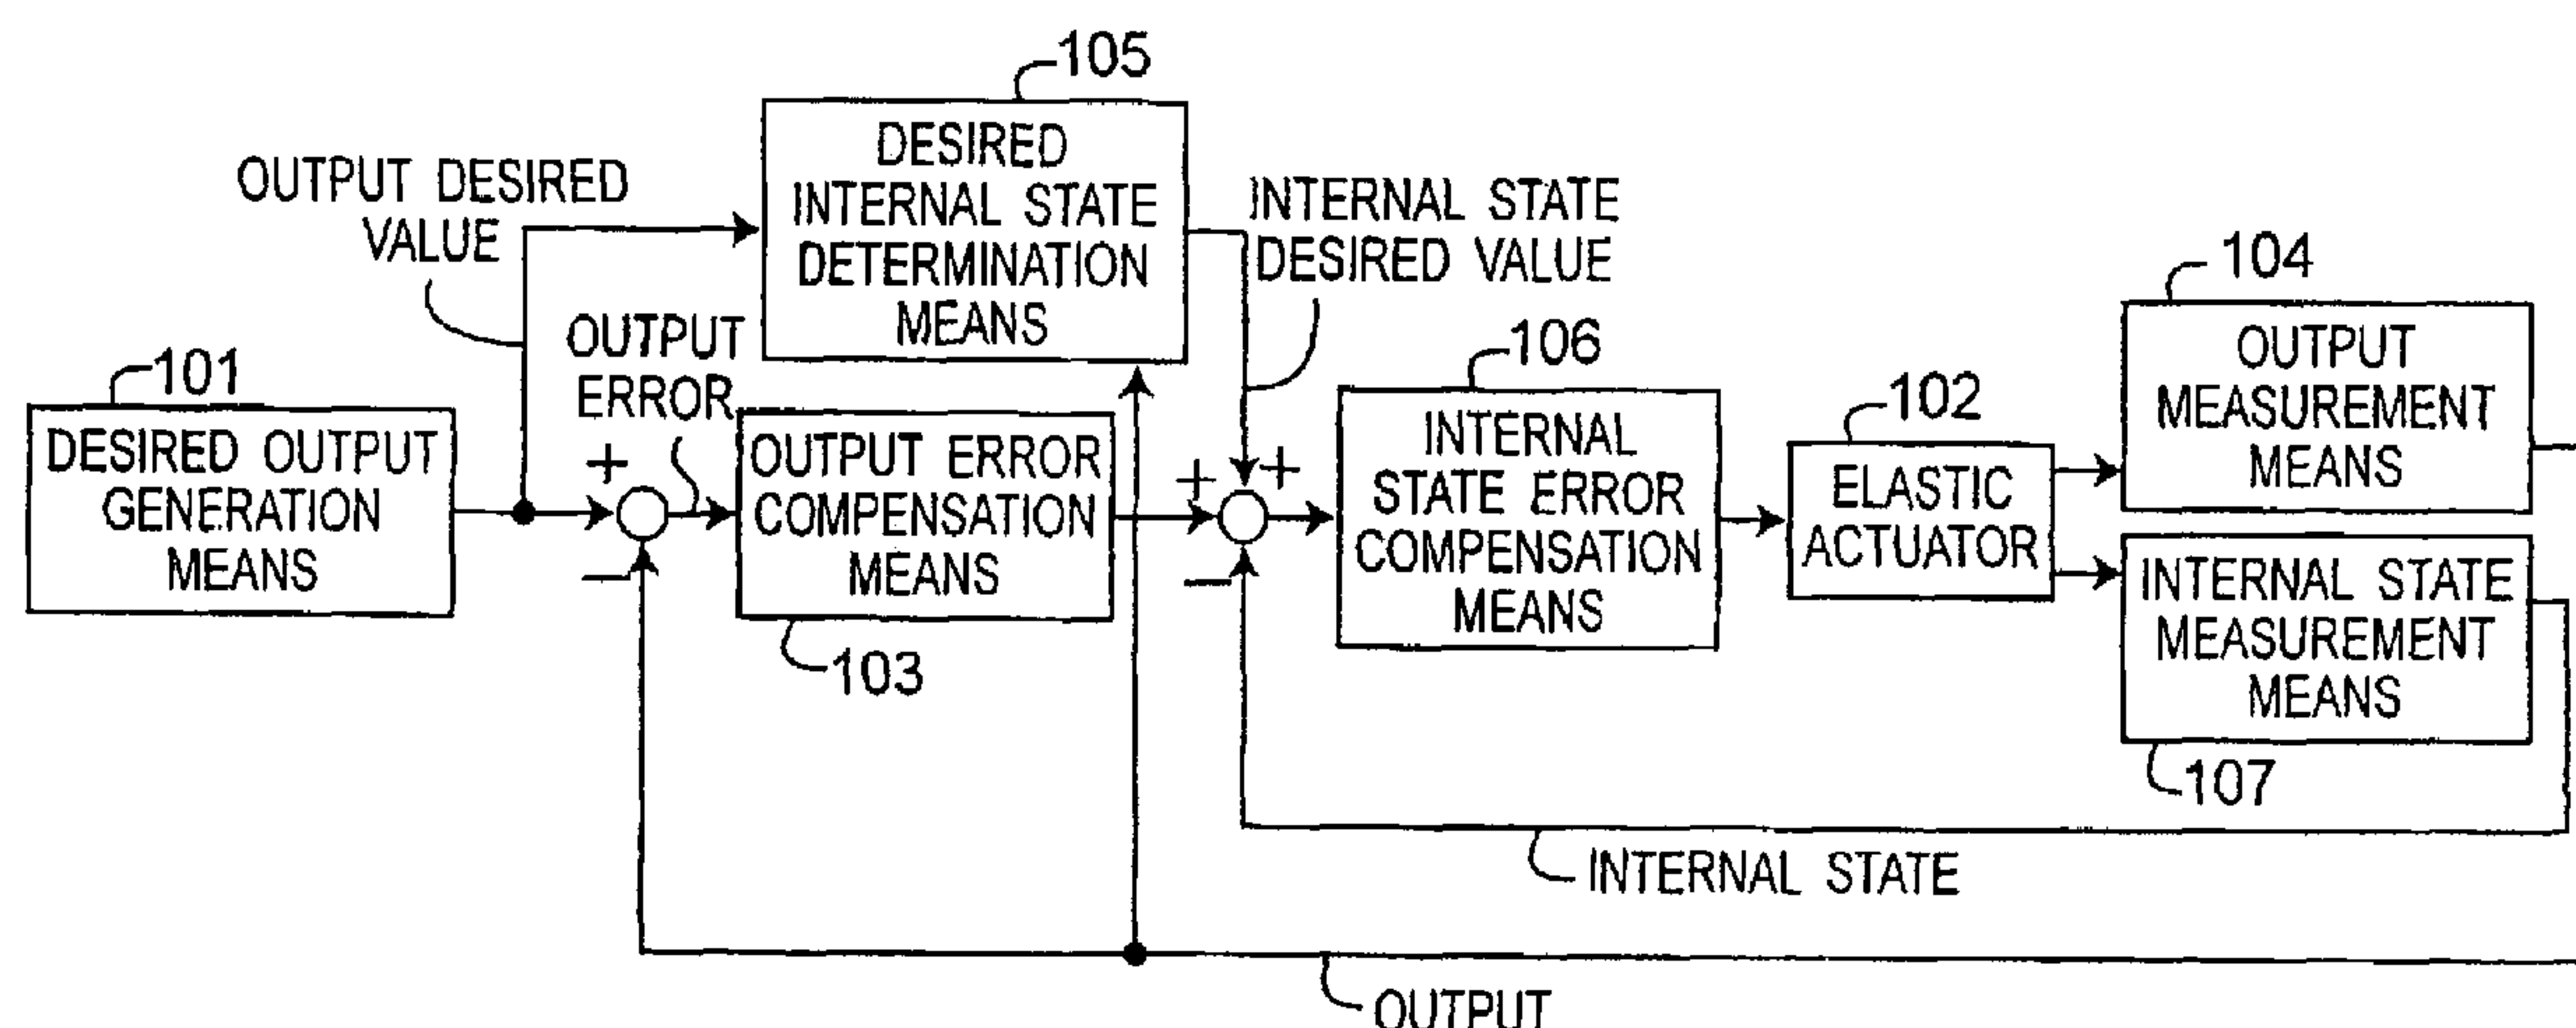 105
DESIRED
INTERNAL STATE
DETERMINATION
MEANS
OUTPUT DESIRED
VALUE
INTERNAL STATE
DESIRED VALUE
104
OUTPUT
MEASUREMENT
MEANS
OUTPUT
ERROR
106
INTERNAL
STATE ERROR
COMPENSATION
MEANS
101
DESIRED OUTPUT
GENERATION
MEANS
+
−
OUTPUT ERROR
COMPENSATION
MEANS
103
+
+
−
102
ELASTIC
ACTUATOR
INTERNAL STATE
MEASUREMENT
MEANS
107
INTERNAL STATE
OUTPUT